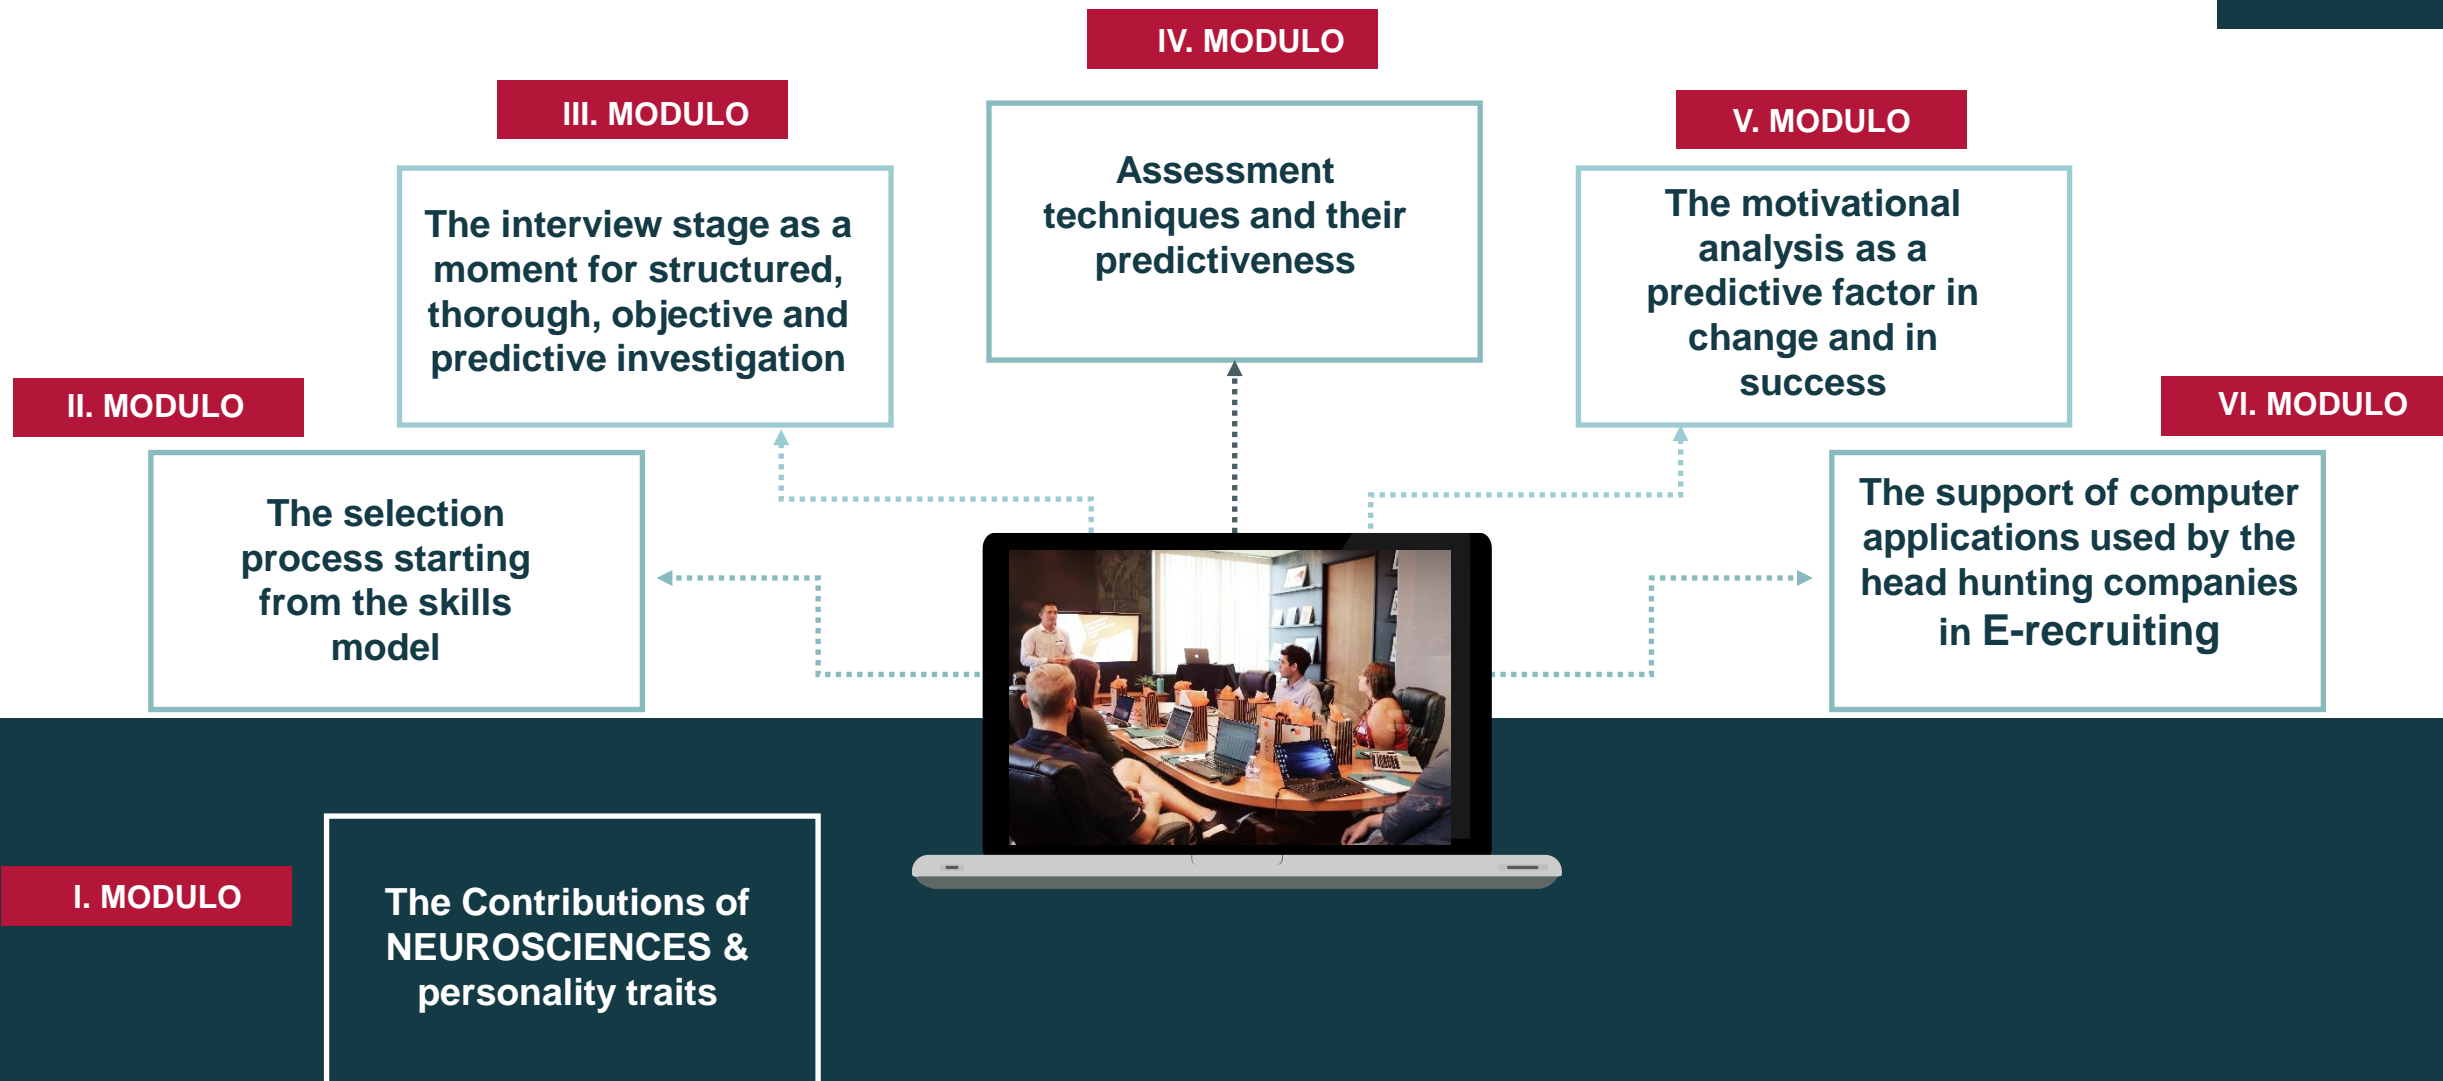 IV. MODULO
Assessment
techniques and their
predictiveness
III. MODULO
The interview stage as a
moment for structured,
thorough, objective and
predictive investigation
V. MODULO
The motivational
analysis as a
predictive factor in
change and in
success
II. MODULO
The selection
process starting
from the skills
model
VI. MODULO
The support of computer
applications used by the
head hunting companies
in E-recruiting
I. MODULO
The Contributions of
NEUROSCIENCES &
personality traits